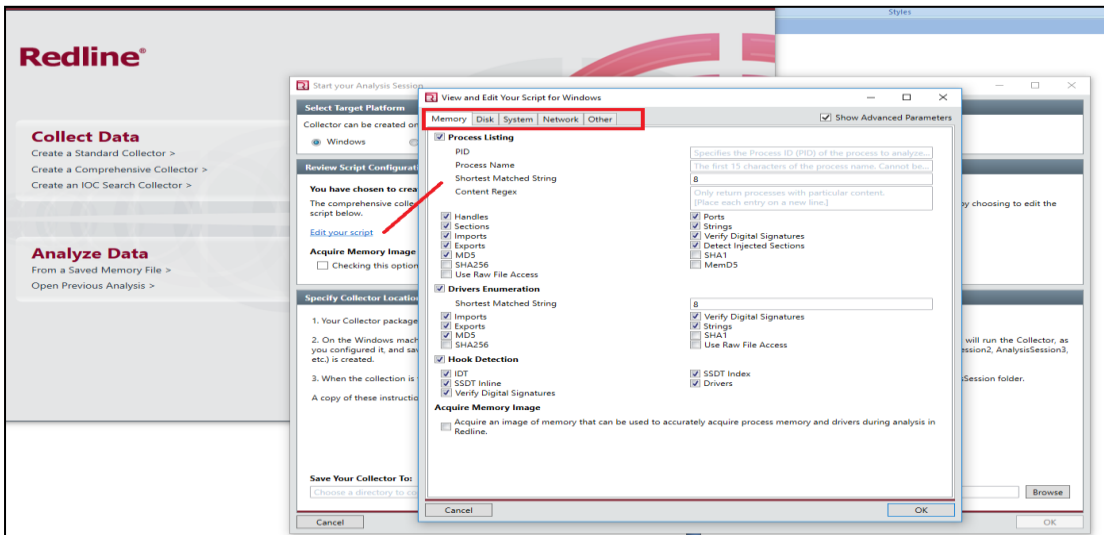 Styles
Redline®
Collect Data
Create a Standard Collector >
Create a Comprehensive Collector >
Create an IOC Search Collector >
Analyze Data
From a Saved Memory File >
Open Previous Analysis >
Start your Analysis Session
Select Target Platform
Collector can be created on
Windows
Review Script Configurati
You have chosen to crea
The comprehensive colle
script below.
by choosing to edit the
Edit your script
Acquire Memory Image
Checking this option
Specify Collector Location
1. Your Collector package
2. On the Windows mach
will run the Collector, as
you configured it, and sav
ession2, AnalysisSession3,
etc.) is created.
3. When the collection is
sSession folder.
A copy of these instructio
Save Your Collector To:
Choose a directory to co
Browse
Cancel
OK
View and Edit Your Script for Windows
Memory Disk System Network Other
Show Advanced Parameters
Process Listing
PID
Specifies the Process ID (PID) of the process to analyze...
Process Name
The first 15 characters of the process name. Cannot be...
Shortest Matched String
8
Content Regex
Only return processes with particular content.
[Place each entry on a new line.]
Handles
Sections
Imports
Exports
MD5
SHA256
Use Raw File Access
Ports
Strings
Verify Digital Signatures
Detect Injected Sections
SHA1
MemD5
Drivers Enumeration
Shortest Matched String
8
Imports
Exports
MD5
SHA256
Verify Digital Signatures
Strings
SHA1
Use Raw File Access
Hook Detection
IDT
SSDT Inline
Verify Digital Signatures
SSDT Index
Drivers
Acquire Memory Image
Acquire an image of memory that can be used to accurately acquire process memory and drivers during analysis in
Redline.
Cancel
OK